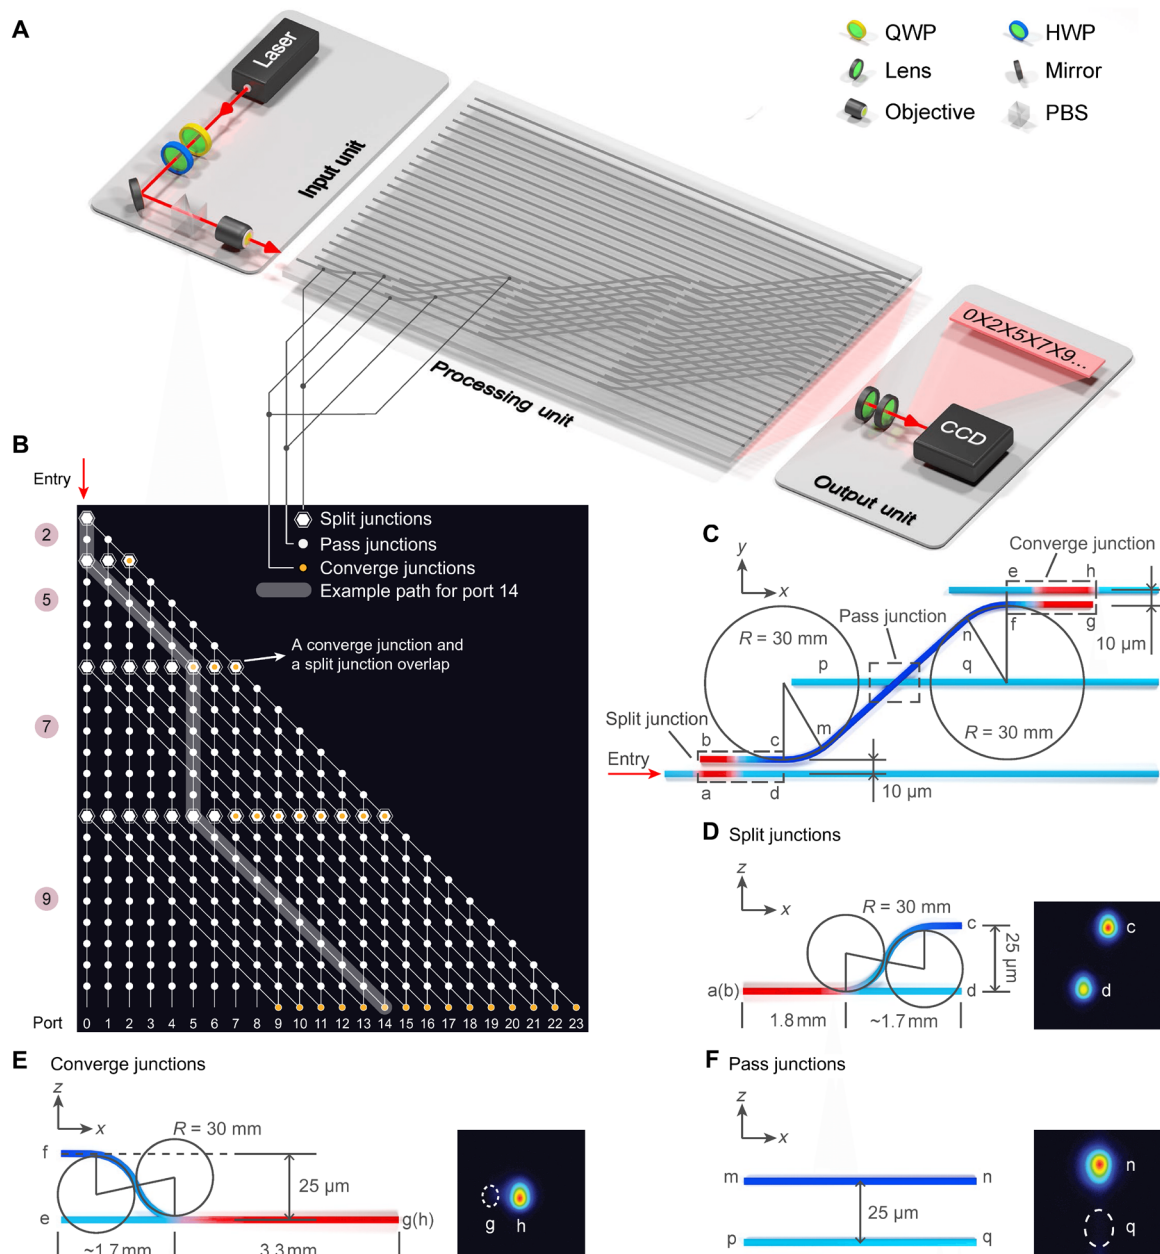 A
Laser
Input unit
QWP
HWP
Lens
Mirror
Objective
PBS
Processing unit
0X2X5X7X9...
CCD
Output unit
B
Entry
2
5
7
9
Split junctions
Pass junctions
Converge junctions
Example path for port 14
A converge junction and
a split junction overlap
Port
0 1 2 3 4 5 6 7 8 9 10 11 12 13 14 15 16 17 18 19 20 21 22 23
C
y
x
Converge junction
e h
f g
10 µm
Pass junction
R = 30 mm
n
p
q
m
R = 30 mm
Split junction
b c
Entry
a d
10 µm
D Split junctions
z
x
R = 30 mm
c
25 µm
a(b)
d
1.8 mm
~1.7 mm
c
d
E Converge junctions
z
x
R = 30 mm
f
25 µm
e
g(h)
~1.7 mm
3.3 mm
g h
F Pass junctions
z
x
m n
25 µm
p q
n
q